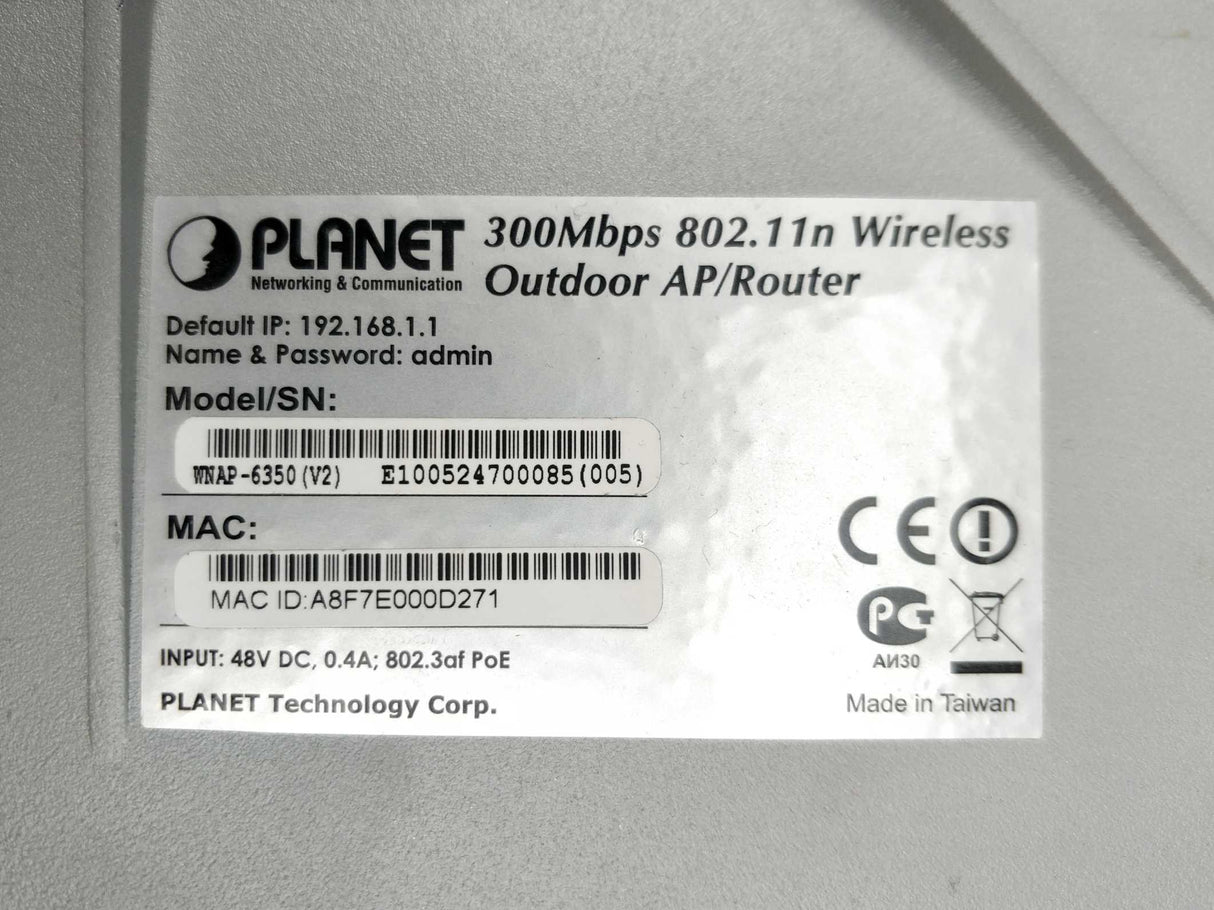 PLANET
Networking & Communication
300Mbps 802.11n Wireless
Outdoor AP/Router
Default IP: 192.168.1.1
Name & Password: admin
Model/SN:
WNAP-6350(V2) E100524700085(005)
MAC:
MAC ID:A8F7E000D271
INPUT: 48V DC, 0.4A; 802.3af PoE
PLANET Technology Corp.
CE
PG
АИ30
Made in Taiwan